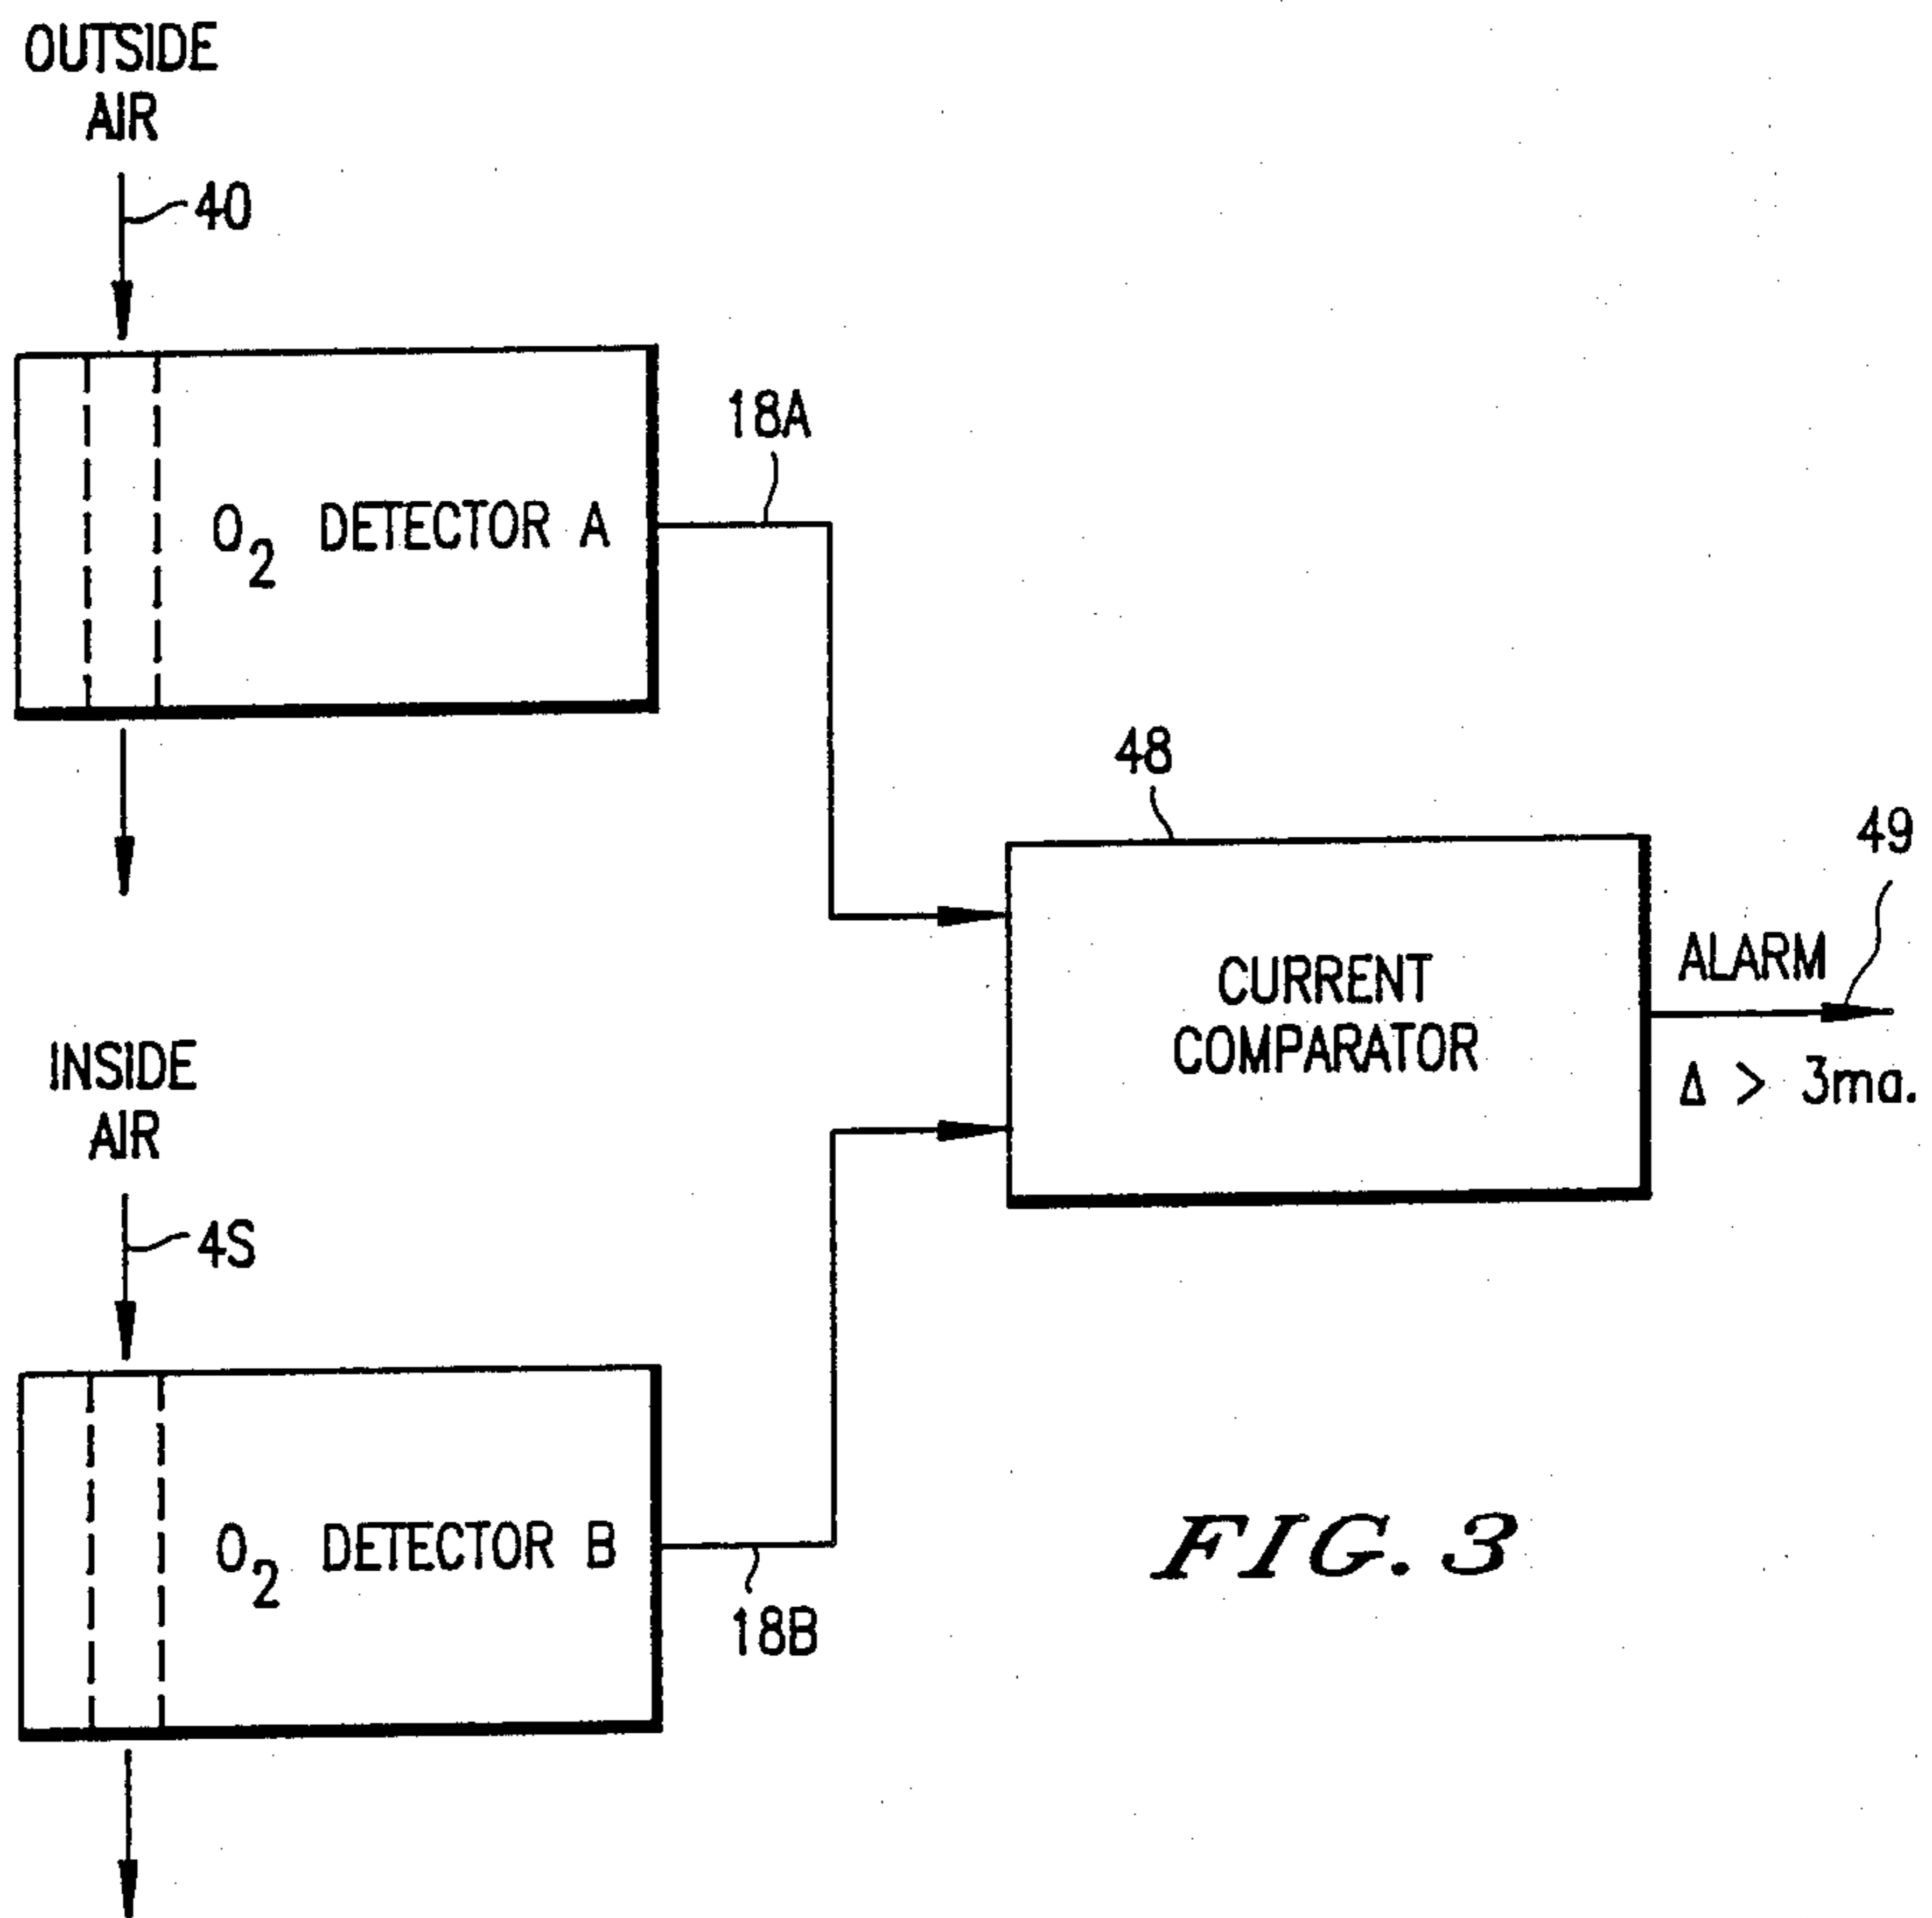 OUTSIDE
AIR
40
O2 DETECTOR A
18A
48
49
CURRENT
COMPARATOR
ALARM
Δ > 3ma.
INSIDE
AIR
4S
O2 DETECTOR B
18B
FIG. 3